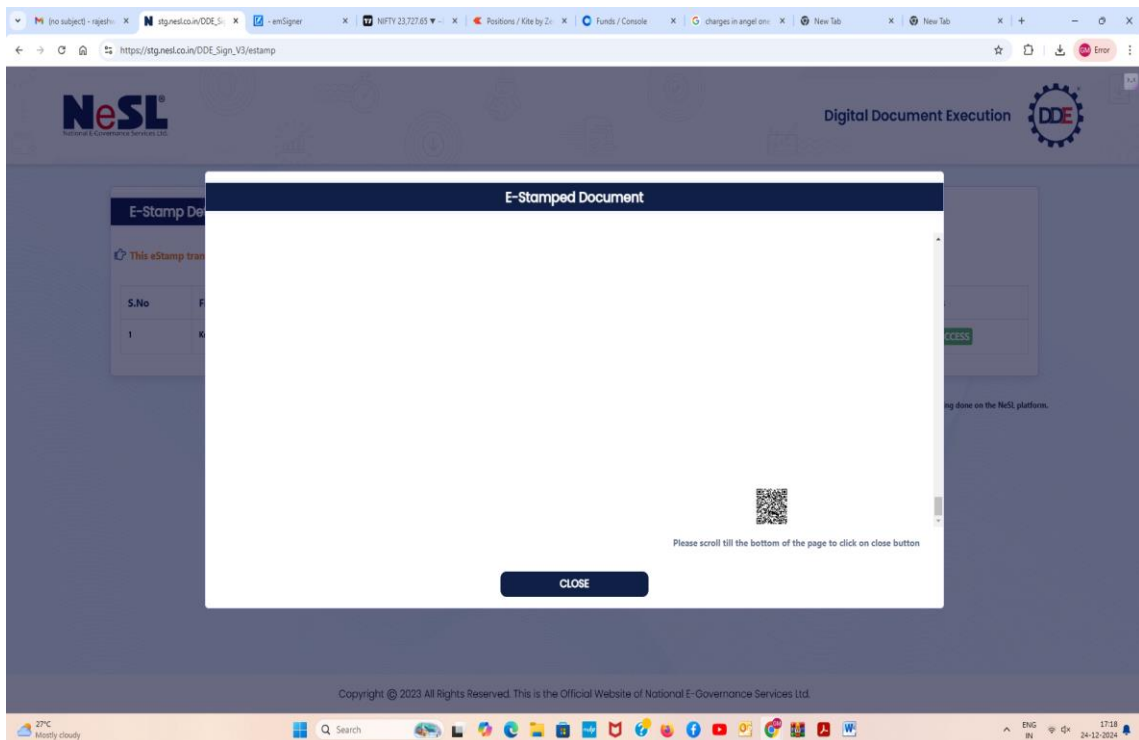 (no subject) - rajeshw
stg.nesl.co.in/DDE_Si
- emSigner
NIFTY 23,727.65 ▼ -
Positions / Kite by Ze
Funds / Console
charges in angel one
New Tab
New Tab
https://stg.nesl.co.in/DDE_Sign_V3/estamp
Error
NeSL
National E-Governance Services Ltd.
Digital Document Execution
DDE
E-Stamped Document
E-Stamp De
This eStamp tran
S.No F
1 K
CCESS
ing done on the NeSL platform.
Please scroll till the bottom of the page to click on close button
CLOSE
Copyright @ 2023 All Rights Reserved. This is the Official Website of National E-Governance Services Ltd.
27°C
Mostly cloudy
Search
ENG
IN
17:18
24-12-2024